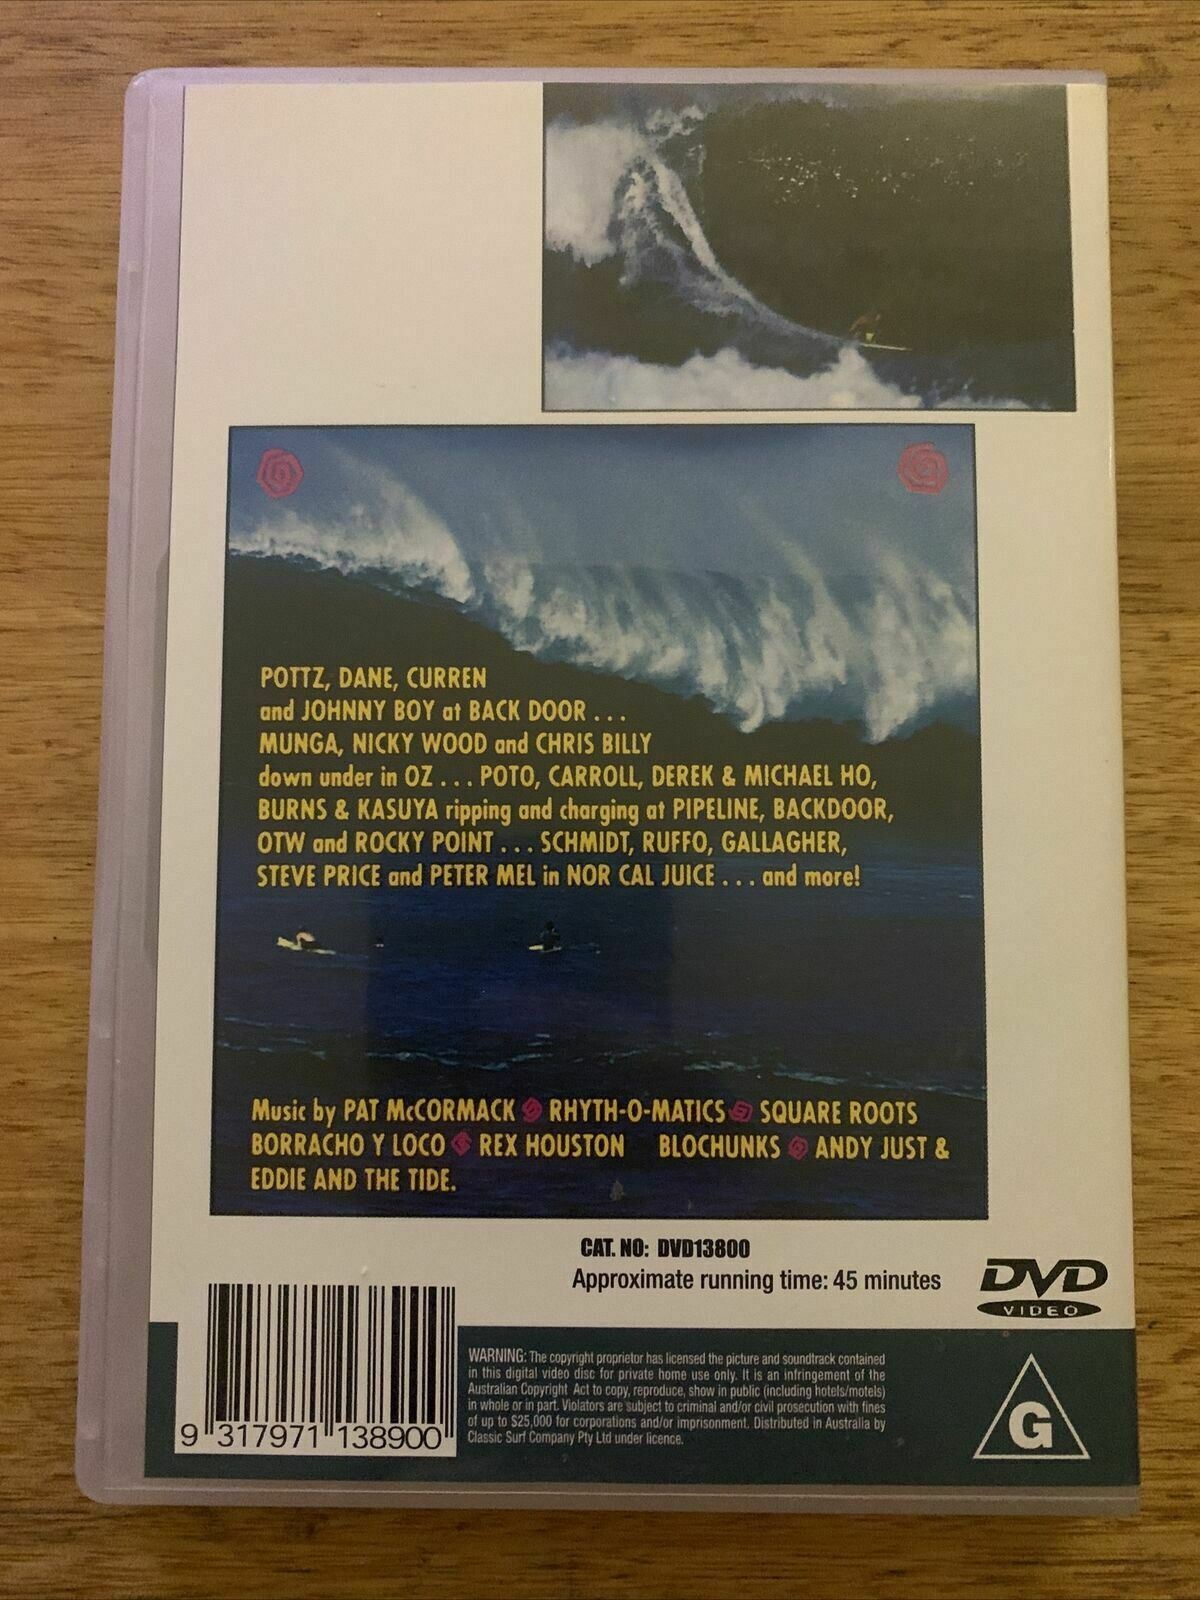 POTTZ, DANE, CURREN
and JOHNNY BOY at BACK DOOR . . .
MUNGA, NICKY WOOD and CHRIS BILLY
down under in OZ . . . POTO, CARROLL, DEREK & MICHAEL HO,
BURNS & KASUYA ripping and charging at PIPELINE, BACKDOOR,
OTW and ROCKY POINT . . . SCHMIDT, RUFFO, GALLAGHER,
STEVE PRICE and PETER MEL in NOR CAL JUICE . . . and more!
Music by PAT McCORMACK RHYTH-O-MATICS SQUARE ROOTS
BORRACHO Y LOCO REX HOUSTON BLOCHUNKS ANDY JUST &
EDDIE AND THE TIDE.
CAT. NO: DVD13800
Approximate running time: 45 minutes
DVD
VIDEO
WARNING: The copyright proprietor has licensed the picture and soundtrack contained
in this digital video disc for private home use only. It is an infringement of the
Australian Copyright Act to copy, reproduce, show in public (including hotels/motels)
in whole or in part. Violators are subject to criminal and/or civil prosecution with fines
of up to $25,000 for corporations and/or imprisonment. Distributed in Australia by
Classic Surf Company Pty Ltd under licence.
G
9 317971 138900